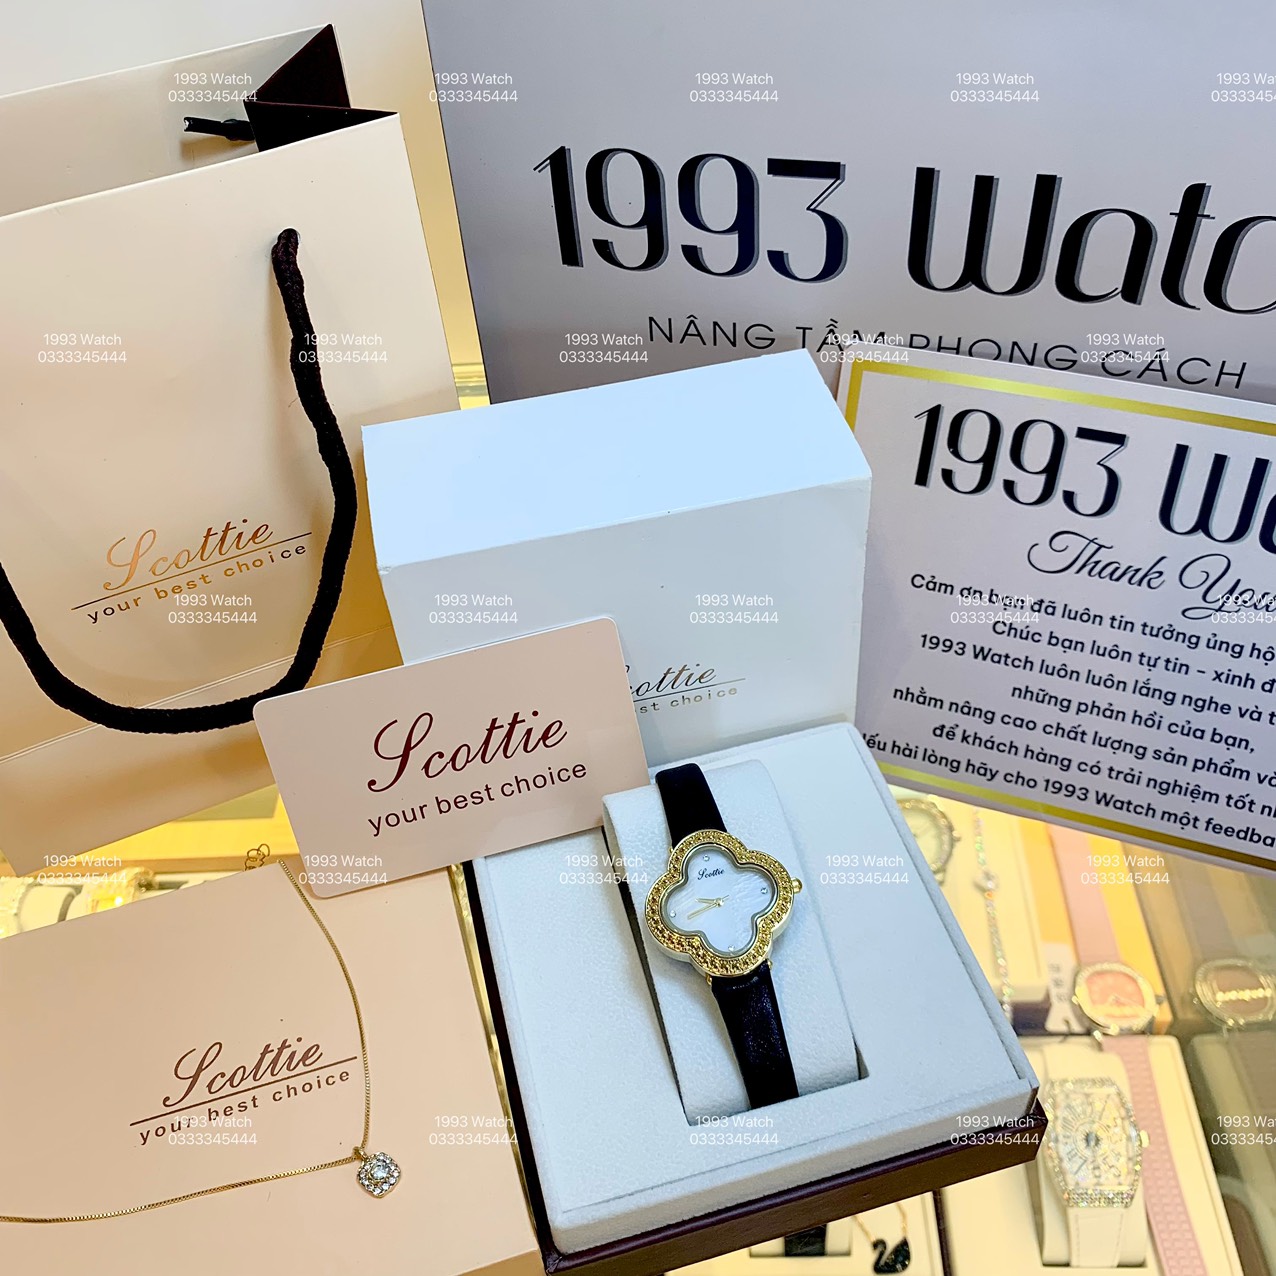 1993 Watch
0333345444
1993 Watc
NÂNG TẦM PHONG CÁCH
Scottie
your best choice
1993
Thank
Cảm ơn bạn đã luôn tin tưởng ủng hộ
Chúc bạn luôn tự tin - xinh
1993 Watch luôn luôn lắng nghe và
những phản hồi của bạn,
nhằm nâng cao chất lượng sản phẩm và
để khách hàng có trải nghiệm tốt
hài lòng hãy cho 1993 Watch một feedba
Scottie
your best choice
Scottie
your best choice
Scottie
Scottie
your best choice